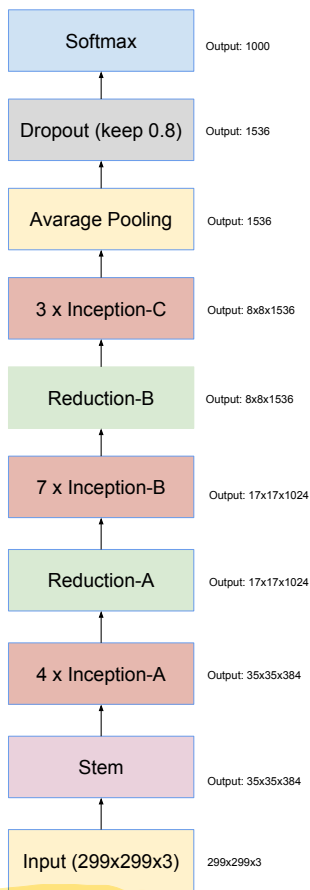 Softmax
Output: 1000
Dropout (keep 0.8)
Output: 1536
Avarage Pooling
Output: 1536
3 x Inception-C
Output: 8x8x1536
Reduction-B
Output: 8x8x1536
7 x Inception-B
Output: 17x17x1024
Reduction-A
Output: 17x17x1024
4 x Inception-A
Output: 35x35x384
Stem
Output: 35x35x384
Input (299x299x3)
299x299x3